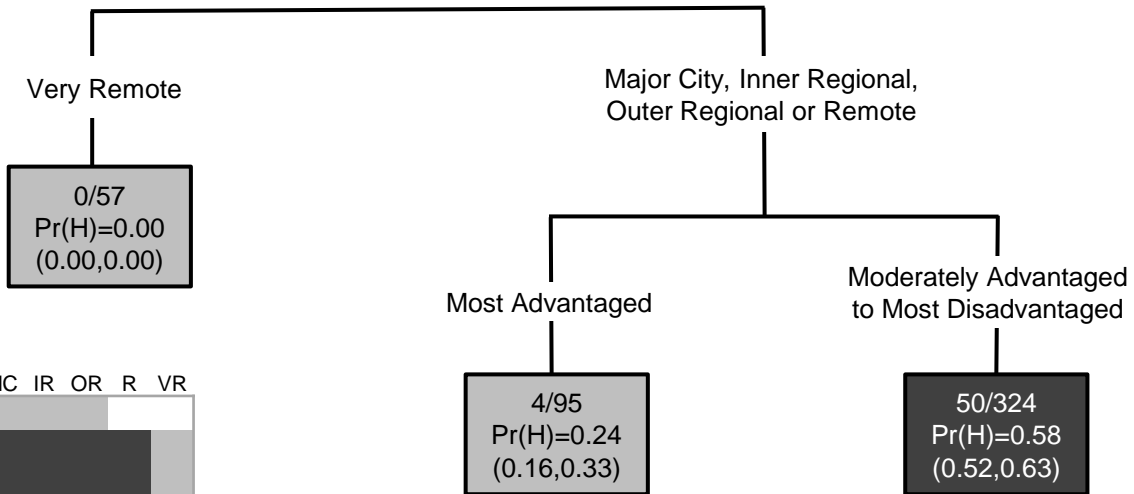 Very Remote
Major City, Inner Regional,
Outer Regional or Remote
0/57
Pr(H)=0.00
(0.00,0.00)
Most Advantaged
Moderately Advantaged
to Most Disadvantaged
IR OR R VR
4/95
Pr(H)=0.24
(0.16,0.33)
50/324
Pr(H)=0.58
(0.52,0.63)